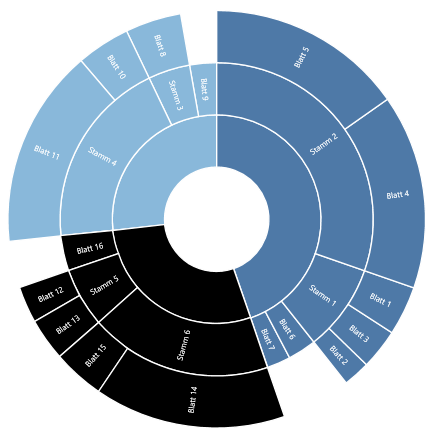 Blatt 5
Stamm 2
Blatt 4
Stamm 1
Blatt 1
Blatt 3
Blatt 2
Blatt 6
Blatt 7
Stamm 6
Blatt 14
Blatt 15
Stamm 5
Blatt 13
Blatt 12
Blatt 16
Stamm 4
Blatt 11
Blatt 10
Stamm 3
Blatt 8
Blatt 9